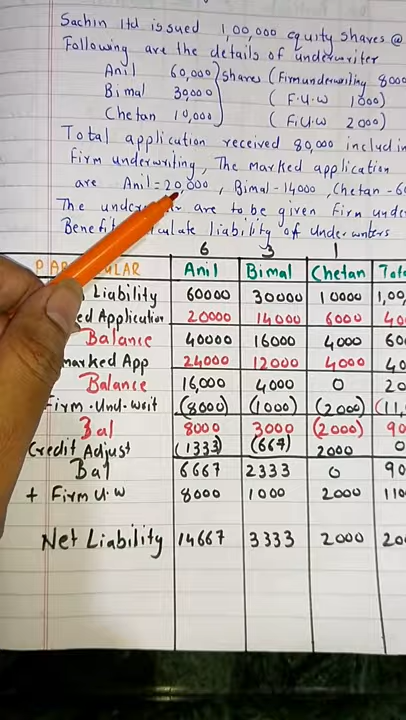 Sachin ltd issued 1,00,000 equity shares @
Following are the details of underwriter
Anil 60,000 } shares (Firm underwriting 8000
Bimal 30,000 (F.U.W 1000)
Chetan 10,000 (F.U.W 2000)
Total application received 80,000 includin
Firm underwriting, The Marked application
are Anil = 20,000, Bimal - 14000, Chetan - 60
The are to be given Firm unde
Benefit liability of underwriters
6 3 1
PARTICULAR Anil Bimal Chetan Tota
Liability 60000 30000 10000 1,00,
ed Application 20000 14000 6000 40
Balance 40000 16000 4000 60
marked App 24000 12000 4000 40
Balance 16,000 4000 0 20
Firm.Und-writ (8000) (1000) (2000) (11,
Bal 8000 3000 (2000) 90
Credit Adjust (1333) (667) 2000 0
Bal 6667 2333 0 90
+ Firm U.W 8000 1000 2000 110
Net Liability 14667 3333 2000 20